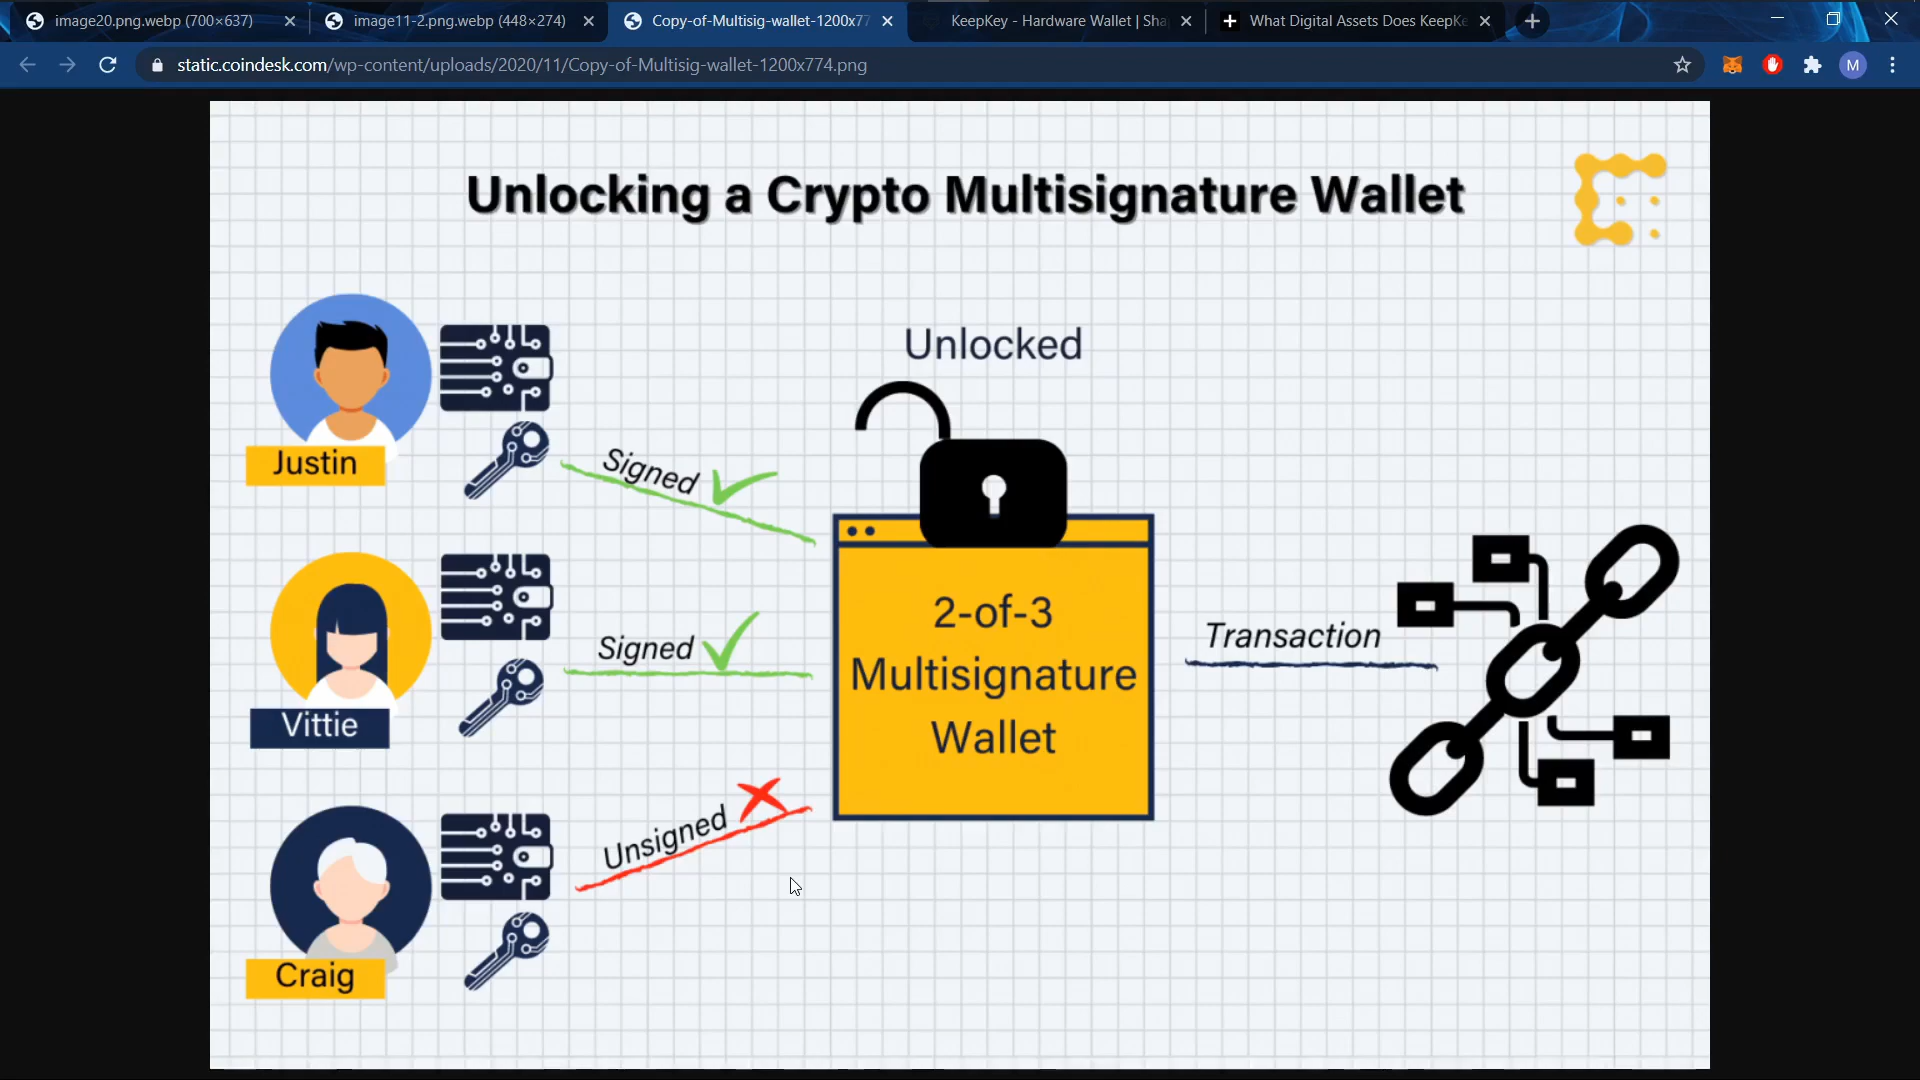 image20.png.webp (700×637)
image11-2.png.webp (448×274)
Copy-of-Multisig-wallet-1200x77
KeepKey - Hardware Wallet | Sha
What Digital Assets Does KeepKe
static.coindesk.com/wp-content/uploads/2020/11/Copy-of-Multisig-wallet-1200x774.png
M
Unlocking a Crypto Multisignature Wallet
Unlocked
Justin
Signed
Vittie
Signed
2-of-3
Multisignature
Wallet
Transaction
Unsigned
Craig